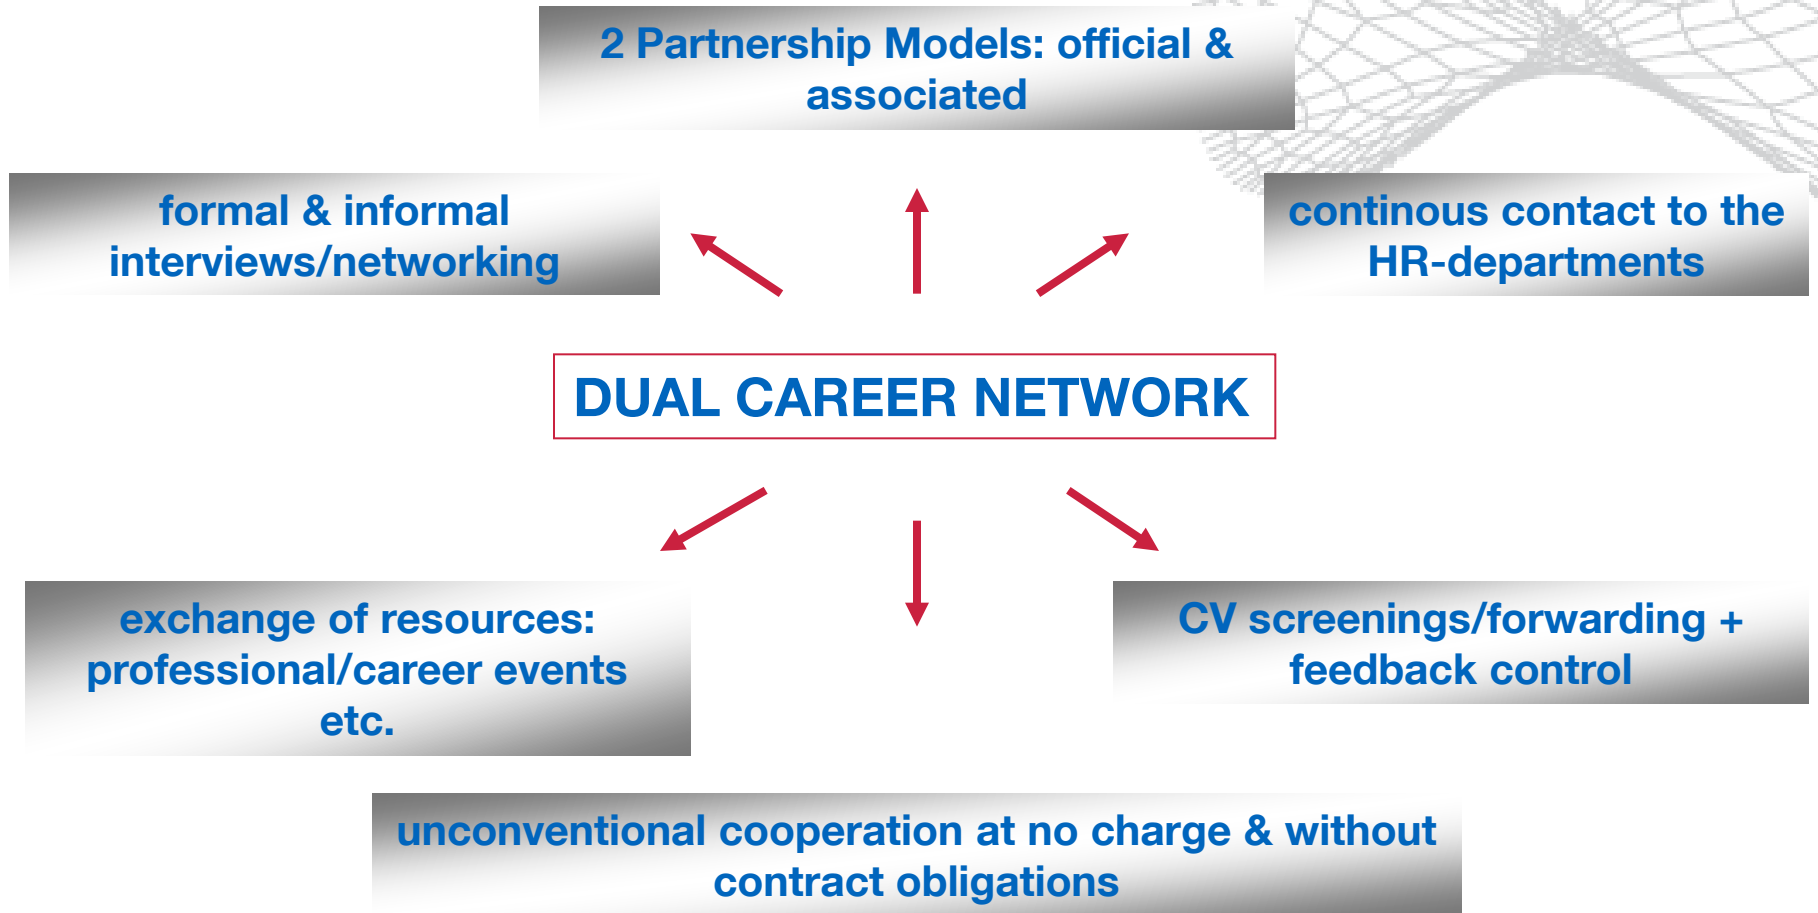 2 Partnership Models: official &
associated
formal & informal
interviews/networking
continous contact to the
HR-departments
DUAL CAREER NETWORK
exchange of resources:
professional/career events
etc.
CV screenings/forwarding +
feedback control
unconventional cooperation at no charge & without
contract obligations